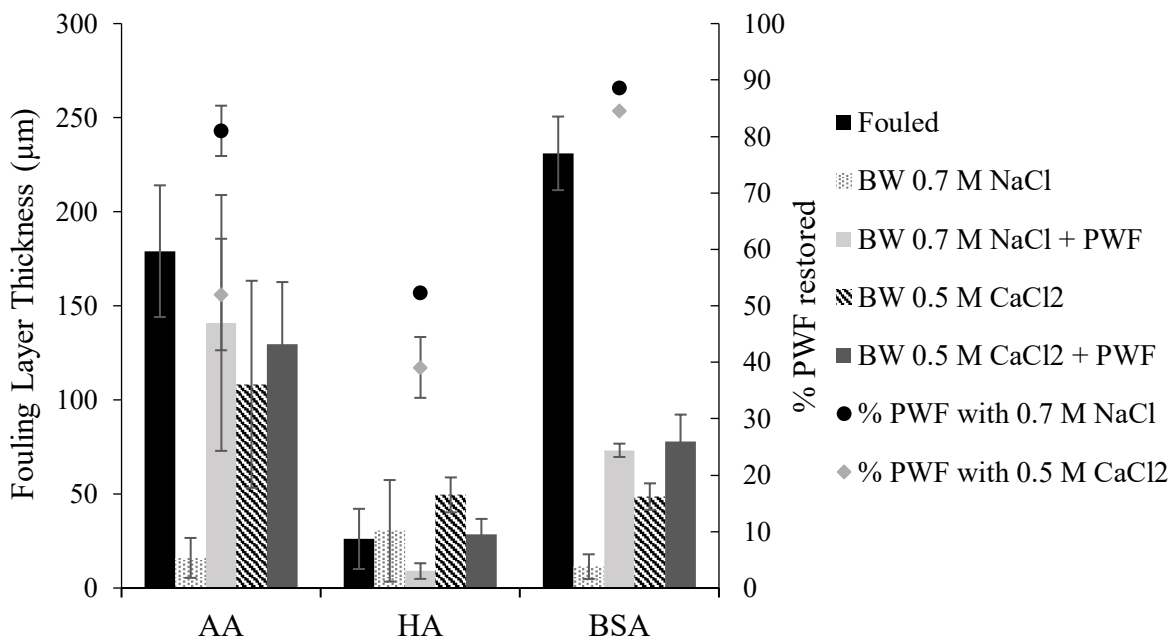 300
250
200
150
100
50
0
Fouling Layer Thickness (µm)
AA
HA
BSA
100
90
80
70
60
50
40
30
20
10
0
% PWF restored
Fouled
BW 0.7 M NaCl
BW 0.7 M NaCl + PWF
BW 0.5 M CaCl2
BW 0.5 M CaCl2 + PWF
% PWF with 0.7 M NaCl
% PWF with 0.5 M CaCl2